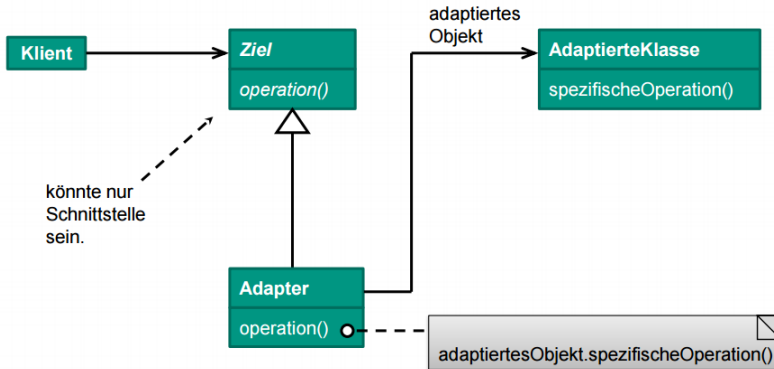 Klient
Ziel
operation()
adaptiertes
Objekt
AdaptierteKlasse
spezifischeOperation()
könnte nur
Schnittstelle
sein.
Adapter
operation()
adaptiertesObjekt.spezifischeOperation()